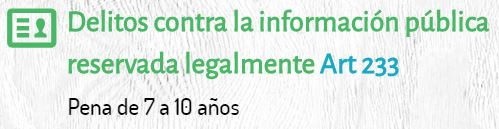 Delitos contra la información pública
reservada legalmente Art 233
Pena de 7 a 10 años